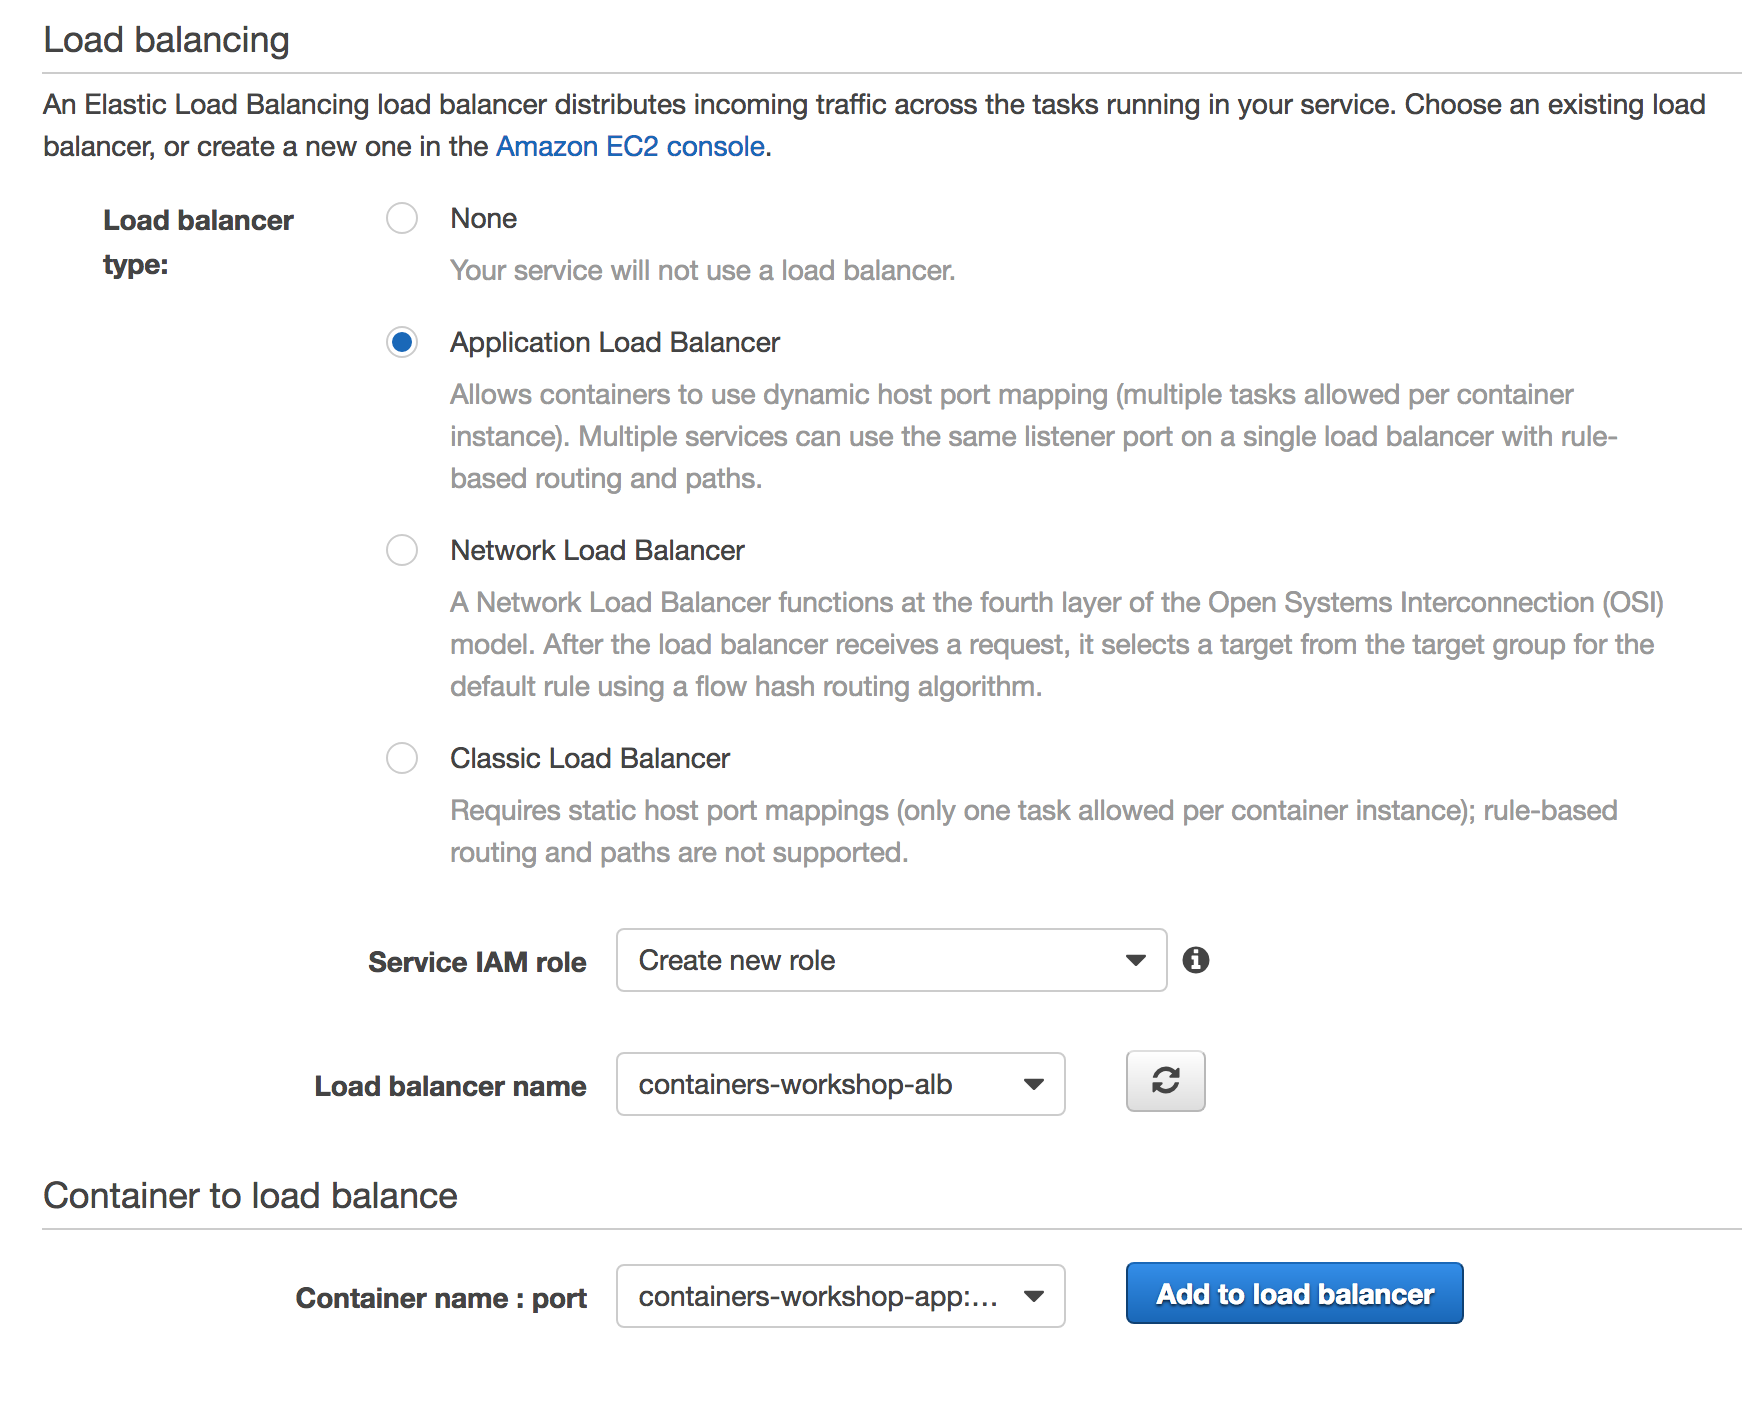 Load balancing
An Elastic Load Balancing load balancer distributes incoming traffic across the tasks running in your service. Choose an existing load
balancer, or create a new one in the Amazon EC2 console.
Load balancer
type:
None
Your service will not use a load balancer.
Application Load Balancer
Allows containers to use dynamic host port mapping (multiple tasks allowed per container
instance). Multiple services can use the same listener port on a single load balancer with rule-
based routing and paths.
Network Load Balancer
A Network Load Balancer functions at the fourth layer of the Open Systems Interconnection (OSI)
model. After the load balancer receives a request, it selects a target from the target group for the
default rule using a flow hash routing algorithm.
Classic Load Balancer
Requires static host port mappings (only one task allowed per container instance); rule-based
routing and paths are not supported.
Service IAM role Create new role
Load balancer name containers-workshop-alb
Container to load balance
Container name : port containers-workshop-app:... Add to load balancer